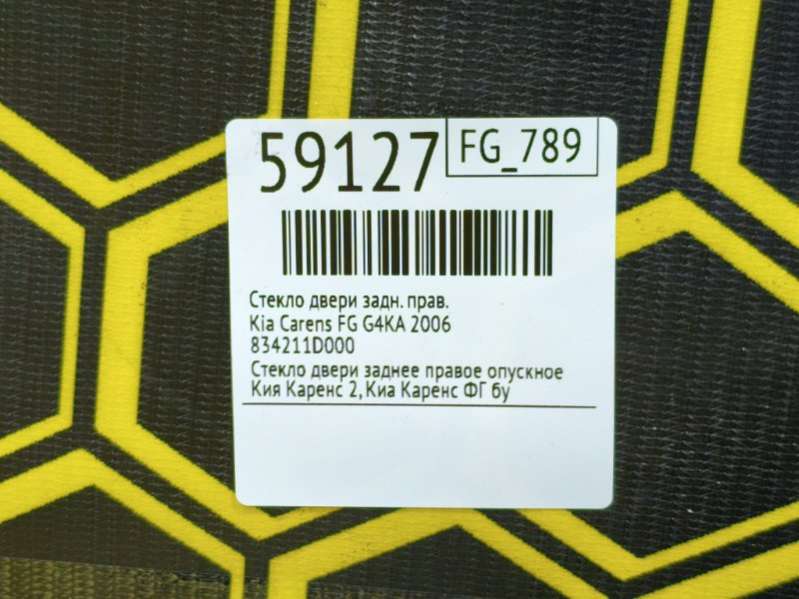 59127
FG_789
Стекло двери задн. прав.
Kia Carens FG G4KA 2006
834211D000
Стекло двери заднее правое опускное
Кия Каренс 2, Киа Каренс ФГ бу